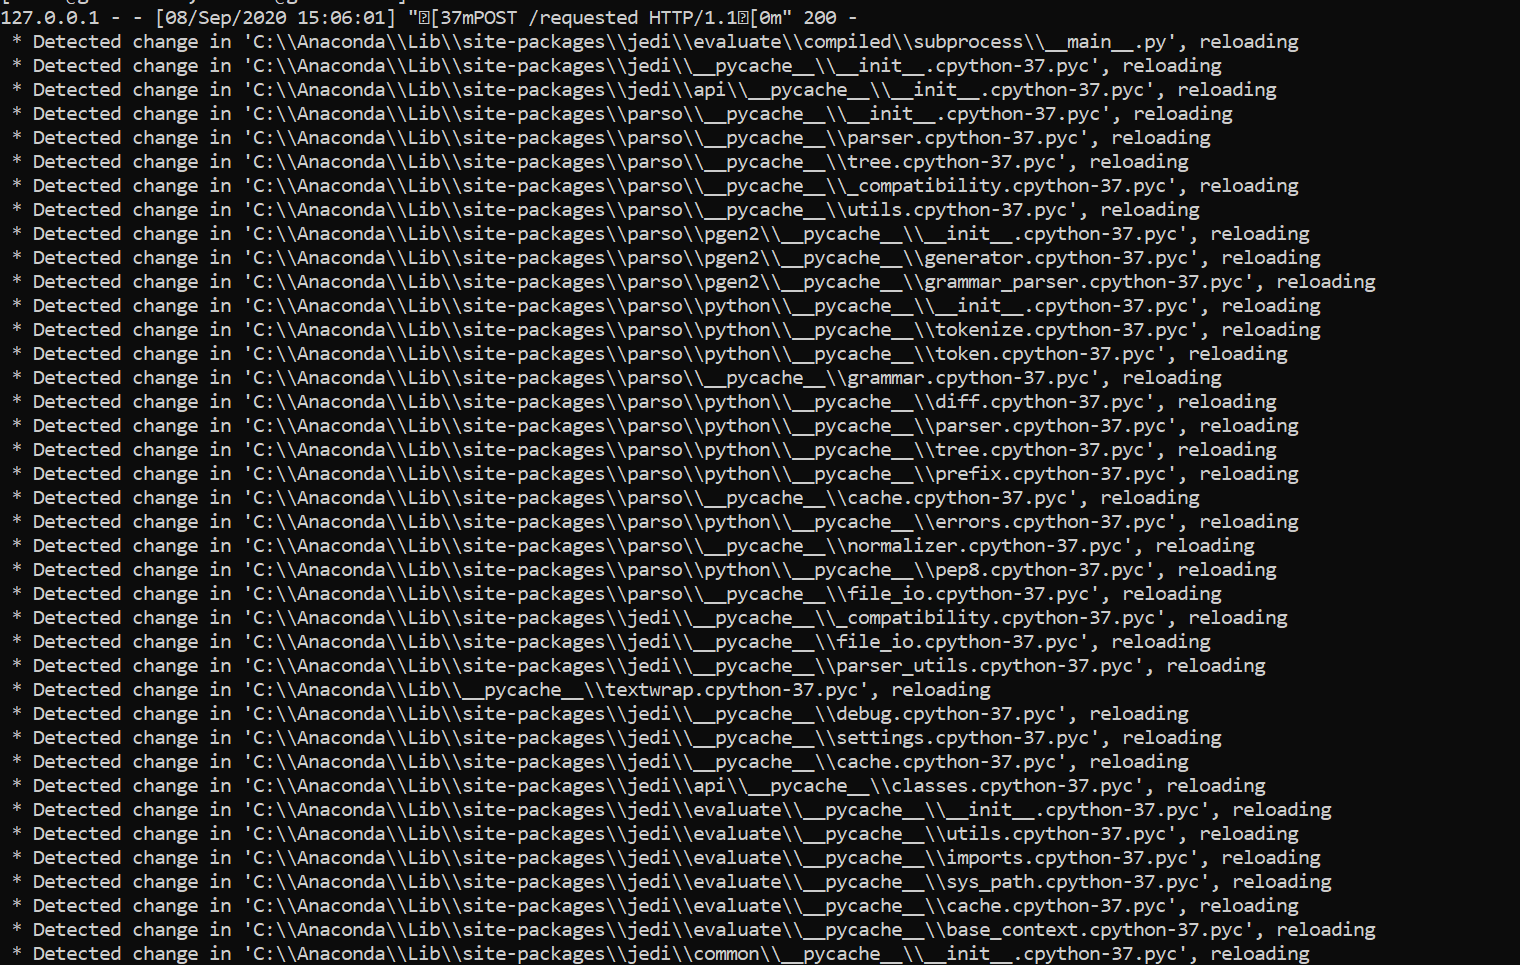 127.0.0.1 - - [08/Sep/2020 15:06:01] "[37mPOST /requested HTTP/1.1[0m" 200 -
* Detected change in 'C:\\Anaconda\\Lib\\site-packages\\jedi\\evaluate\\compiled\\subprocess\\__main__.py', reloading
* Detected change in 'C:\\Anaconda\\Lib\\site-packages\\jedi\\__pycache__\\__init__.cpython-37.pyc', reloading
* Detected change in 'C:\\Anaconda\\Lib\\site-packages\\jedi\\api\\__pycache__\\__init__.cpython-37.pyc', reloading
* Detected change in 'C:\\Anaconda\\Lib\\site-packages\\parso\\__pycache__\\__init__.cpython-37.pyc', reloading
* Detected change in 'C:\\Anaconda\\Lib\\site-packages\\parso\\__pycache__\\parser.cpython-37.pyc', reloading
* Detected change in 'C:\\Anaconda\\Lib\\site-packages\\parso\\__pycache__\\tree.cpython-37.pyc', reloading
* Detected change in 'C:\\Anaconda\\Lib\\site-packages\\parso\\__pycache__\\_compatibility.cpython-37.pyc', reloading
* Detected change in 'C:\\Anaconda\\Lib\\site-packages\\parso\\__pycache__\\utils.cpython-37.pyc', reloading
* Detected change in 'C:\\Anaconda\\Lib\\site-packages\\parso\\pgen2\\__pycache__\\__init__.cpython-37.pyc', reloading
* Detected change in 'C:\\Anaconda\\Lib\\site-packages\\parso\\pgen2\\__pycache__\\generator.cpython-37.pyc', reloading
* Detected change in 'C:\\Anaconda\\Lib\\site-packages\\parso\\pgen2\\__pycache__\\grammar_parser.cpython-37.pyc', reloading
* Detected change in 'C:\\Anaconda\\Lib\\site-packages\\parso\\python\\__pycache__\\__init__.cpython-37.pyc', reloading
* Detected change in 'C:\\Anaconda\\Lib\\site-packages\\parso\\python\\__pycache__\\tokenize.cpython-37.pyc', reloading
* Detected change in 'C:\\Anaconda\\Lib\\site-packages\\parso\\python\\__pycache__\\token.cpython-37.pyc', reloading
* Detected change in 'C:\\Anaconda\\Lib\\site-packages\\parso\\__pycache__\\grammar.cpython-37.pyc', reloading
* Detected change in 'C:\\Anaconda\\Lib\\site-packages\\parso\\python\\__pycache__\\diff.cpython-37.pyc', reloading
* Detected change in 'C:\\Anaconda\\Lib\\site-packages\\parso\\python\\__pycache__\\parser.cpython-37.pyc', reloading
* Detected change in 'C:\\Anaconda\\Lib\\site-packages\\parso\\python\\__pycache__\\tree.cpython-37.pyc', reloading
* Detected change in 'C:\\Anaconda\\Lib\\site-packages\\parso\\python\\__pycache__\\prefix.cpython-37.pyc', reloading
* Detected change in 'C:\\Anaconda\\Lib\\site-packages\\parso\\__pycache__\\cache.cpython-37.pyc', reloading
* Detected change in 'C:\\Anaconda\\Lib\\site-packages\\parso\\python\\__pycache__\\errors.cpython-37.pyc', reloading
* Detected change in 'C:\\Anaconda\\Lib\\site-packages\\parso\\__pycache__\\normalizer.cpython-37.pyc', reloading
* Detected change in 'C:\\Anaconda\\Lib\\site-packages\\parso\\python\\__pycache__\\pep8.cpython-37.pyc', reloading
* Detected change in 'C:\\Anaconda\\Lib\\site-packages\\parso\\__pycache__\\file_io.cpython-37.pyc', reloading
* Detected change in 'C:\\Anaconda\\Lib\\site-packages\\jedi\\__pycache__\\_compatibility.cpython-37.pyc', reloading
* Detected change in 'C:\\Anaconda\\Lib\\site-packages\\jedi\\__pycache__\\file_io.cpython-37.pyc', reloading
* Detected change in 'C:\\Anaconda\\Lib\\site-packages\\jedi\\__pycache__\\parser_utils.cpython-37.pyc', reloading
* Detected change in 'C:\\Anaconda\\Lib\\__pycache__\\textwrap.cpython-37.pyc', reloading
* Detected change in 'C:\\Anaconda\\Lib\\site-packages\\jedi\\__pycache__\\debug.cpython-37.pyc', reloading
* Detected change in 'C:\\Anaconda\\Lib\\site-packages\\jedi\\__pycache__\\settings.cpython-37.pyc', reloading
* Detected change in 'C:\\Anaconda\\Lib\\site-packages\\jedi\\__pycache__\\cache.cpython-37.pyc', reloading
* Detected change in 'C:\\Anaconda\\Lib\\site-packages\\jedi\\api\\__pycache__\\classes.cpython-37.pyc', reloading
* Detected change in 'C:\\Anaconda\\Lib\\site-packages\\jedi\\evaluate\\__pycache__\\__init__.cpython-37.pyc', reloading
* Detected change in 'C:\\Anaconda\\Lib\\site-packages\\jedi\\evaluate\\__pycache__\\utils.cpython-37.pyc', reloading
* Detected change in 'C:\\Anaconda\\Lib\\site-packages\\jedi\\evaluate\\__pycache__\\imports.cpython-37.pyc', reloading
* Detected change in 'C:\\Anaconda\\Lib\\site-packages\\jedi\\evaluate\\__pycache__\\sys_path.cpython-37.pyc', reloading
* Detected change in 'C:\\Anaconda\\Lib\\site-packages\\jedi\\evaluate\\__pycache__\\cache.cpython-37.pyc', reloading
* Detected change in 'C:\\Anaconda\\Lib\\site-packages\\jedi\\evaluate\\__pycache__\\base_context.cpython-37.pyc', reloading
* Detected change in 'C:\\Anaconda\\Lib\\site-packages\\jedi\\common\\__pycache__\\__init__.cpython-37.pyc', reloading